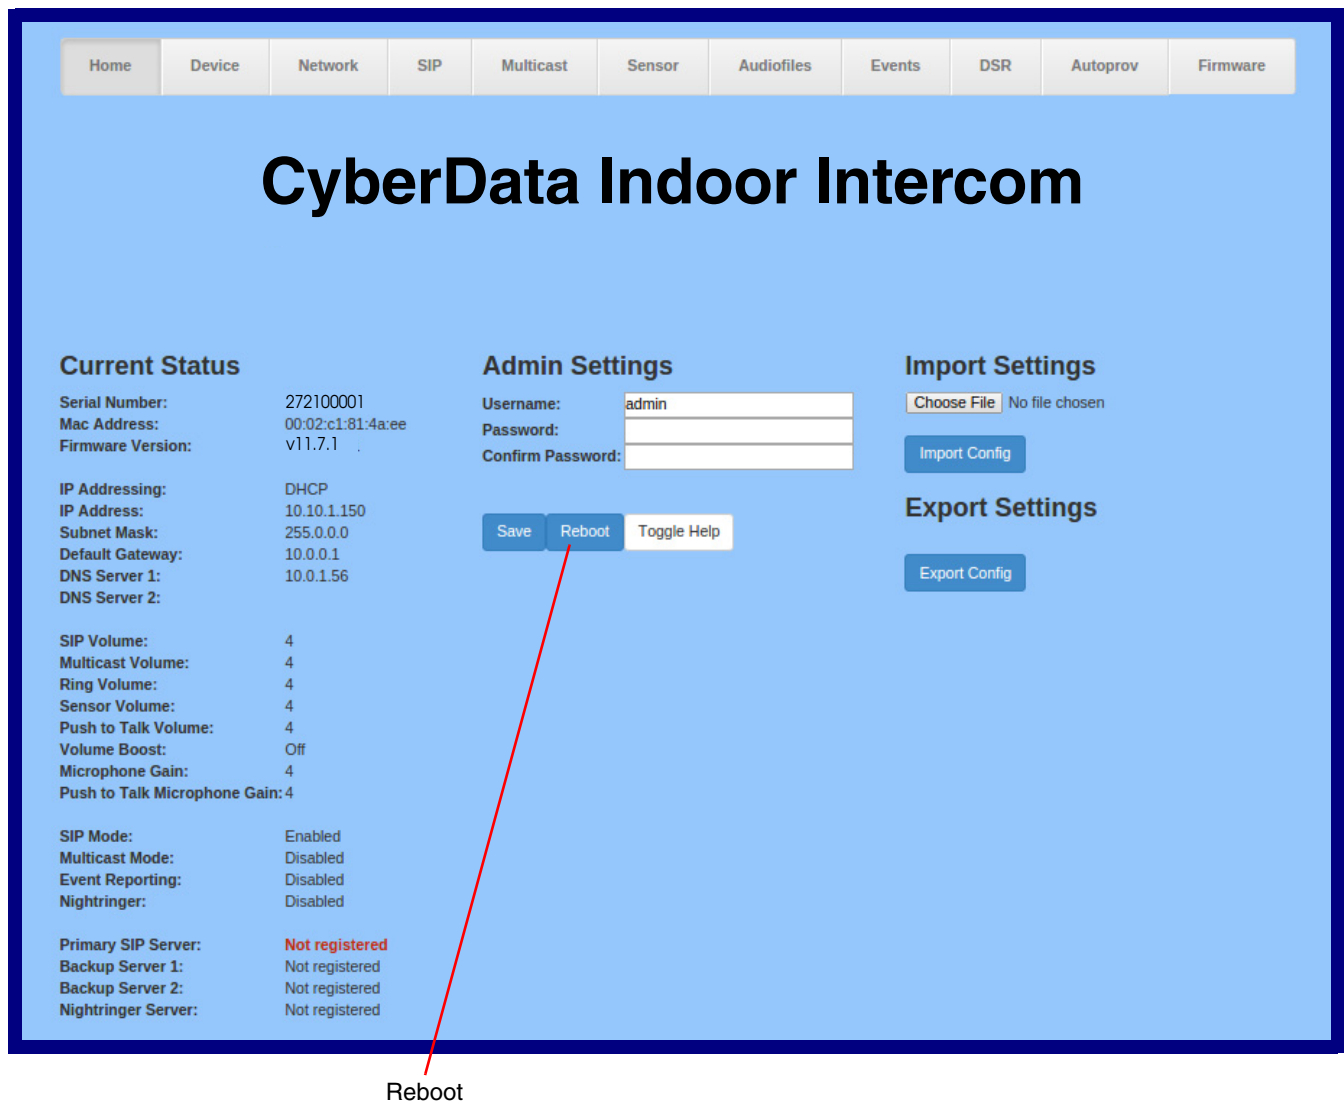 Home Device Network SIP Multicast Sensor Audiofiles Events DSR Autoprov Firmware
CyberData Indoor Intercom
Current Status
Serial Number: 272100001
Mac Address: 00:02:c1:81:4a:ee
Firmware Version: v11.7.1 .
IP Addressing: DHCP
IP Address: 10.10.1.150
Subnet Mask: 255.0.0.0
Default Gateway: 10.0.0.1
DNS Server 1: 10.0.1.56
DNS Server 2:
SIP Volume: 4
Multicast Volume: 4
Ring Volume: 4
Sensor Volume: 4
Push to Talk Volume: 4
Volume Boost: Off
Microphone Gain: 4
Push to Talk Microphone Gain: 4
SIP Mode: Enabled
Multicast Mode: Disabled
Event Reporting: Disabled
Nightringer: Disabled
Primary SIP Server: Not registered
Backup Server 1: Not registered
Backup Server 2: Not registered
Nightringer Server: Not registered
Admin Settings
Username: admin
Password:
Confirm Password:
Save Reboot Toggle Help
Import Settings
Choose File No file chosen
Import Config
Export Settings
Export Config
Reboot